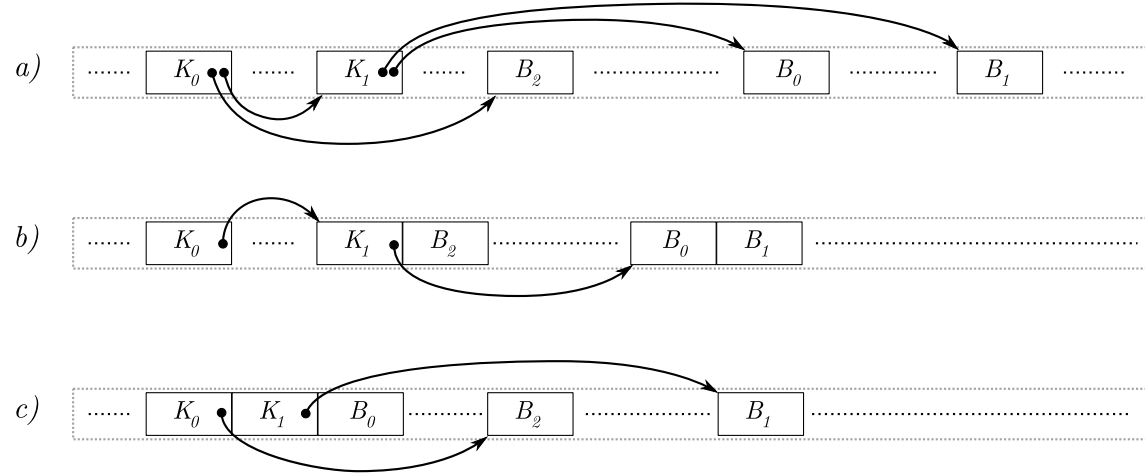 a) K₀ K₁ B₂ B₀ B₁
b) K₀ K₁ B₂ B₀ B₁
c) K₀ K₁ B₀ B₂ B₁